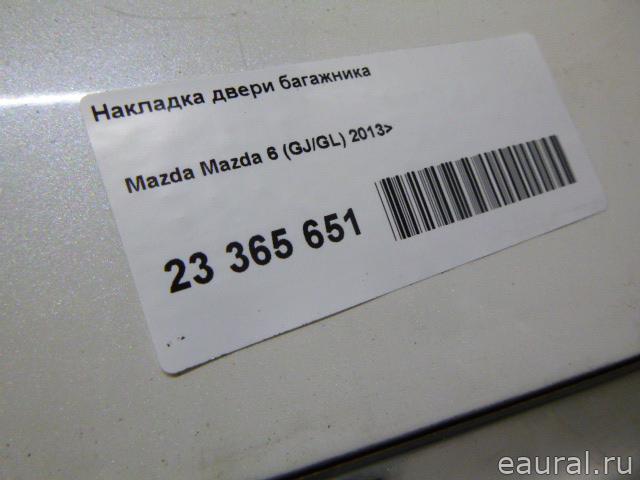 Накладка двери багажника
Mazda Mazda 6 (GJ/GL) 2013>
23 365 651
eaural.ru